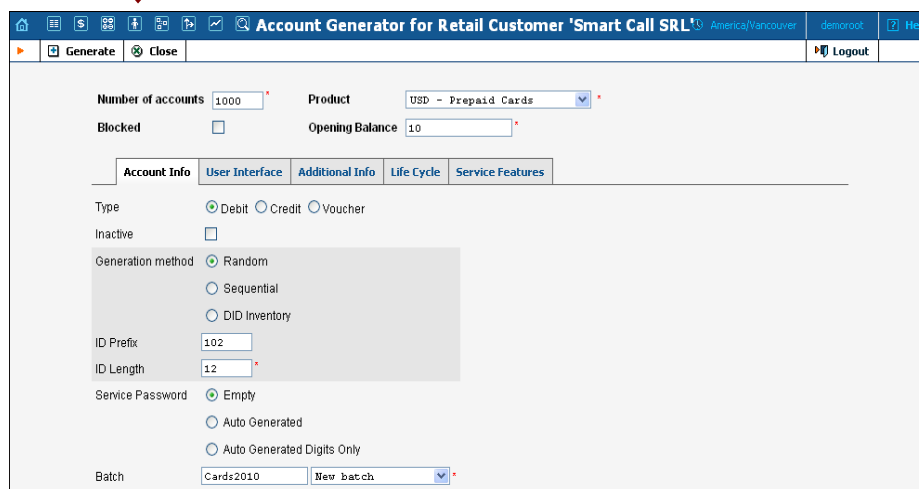 Account Generator for Retail Customer 'Smart Call SRL' America/Vancouver demoroot ? He
Generate Close Logout
Number of accounts 1000 * Product USD - Prepaid Cards *
Blocked Opening Balance 10 *
Account Info User Interface Additional Info Life Cycle Service Features
Type Debit Credit Voucher
Inactive
Generation method Random
Sequential
DID Inventory
ID Prefix 102
ID Length 12 *
Service Password Empty
Auto Generated
Auto Generated Digits Only
Batch Cards2010 New batch *